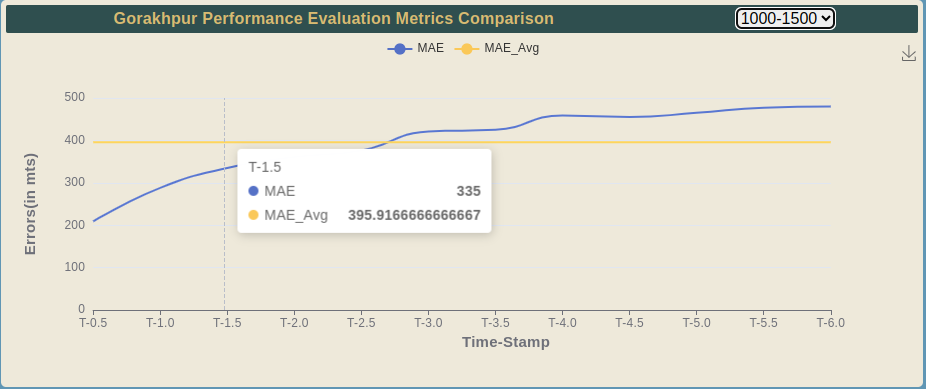 Gorakhpur Performance Evaluation Metrics Comparison 1000-1500
MAE MAE_Avg
500
400
300
200
100
0
Errors(in mts)
T-1.5
MAE 335
MAE_Avg 395.9166666666667
T-0.5 T-1.0 T-1.5 T-2.0 T-2.5 T-3.0 T-3.5 T-4.0 T-4.5 T-5.0 T-5.5 T-6.0
Time-Stamp